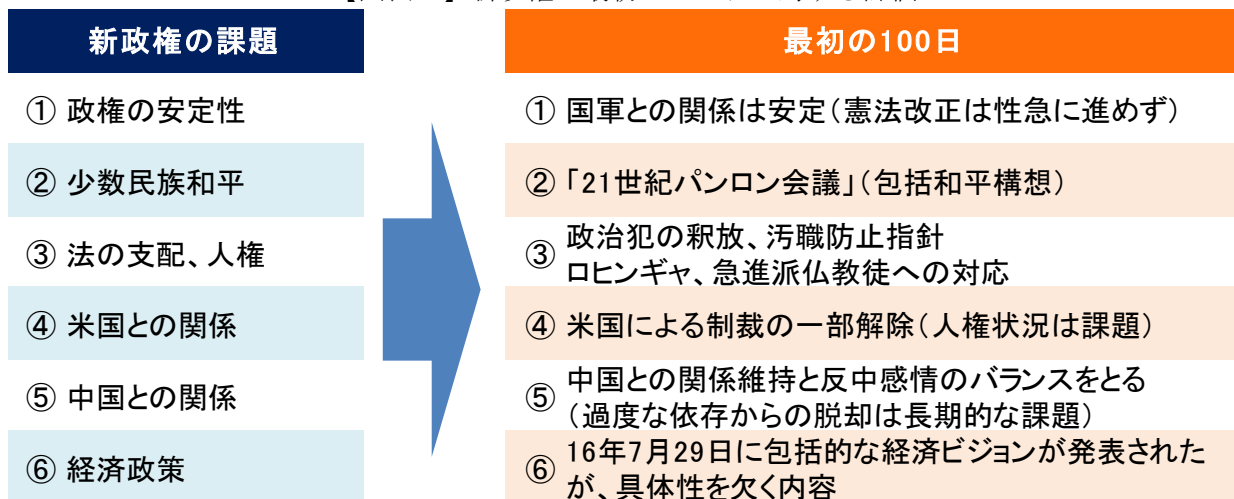 新政権の課題
① 政権の安定性
② 少数民族和平
③ 法の支配、人権
④ 米国との関係
⑤ 中国との関係
⑥ 経済政策
最初の100日
① 国軍との関係は安定（憲法改正は性急に進めず）
② 「21世紀パンロン会議」（包括和平構想）
③ 政治犯の釈放、汚職防止指針
ロヒンギャ、急進派仏教徒への対応
④ 米国による制裁の一部解除（人権状況は課題）
⑤ 中国との関係維持と反中感情のバランスをとる
（過度な依存からの脱却は長期的な課題）
⑥ 16年7月29日に包括的な経済ビジョンが発表された
が、具体性を欠く内容